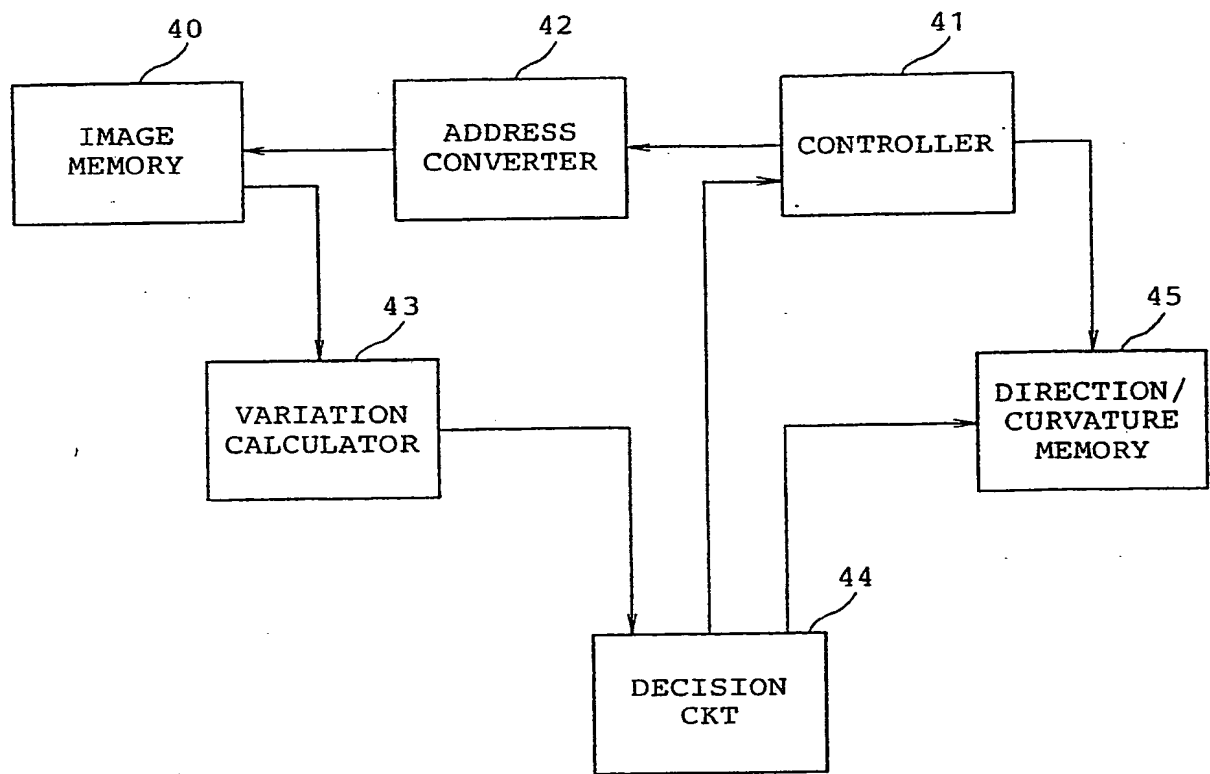 40
42
41
IMAGE
MEMORY
ADDRESS
CONVERTER
CONTROLLER
43
45
VARIATION
CALCULATOR
DIRECTION/
CURVATURE
MEMORY
44
DECISION
CKT